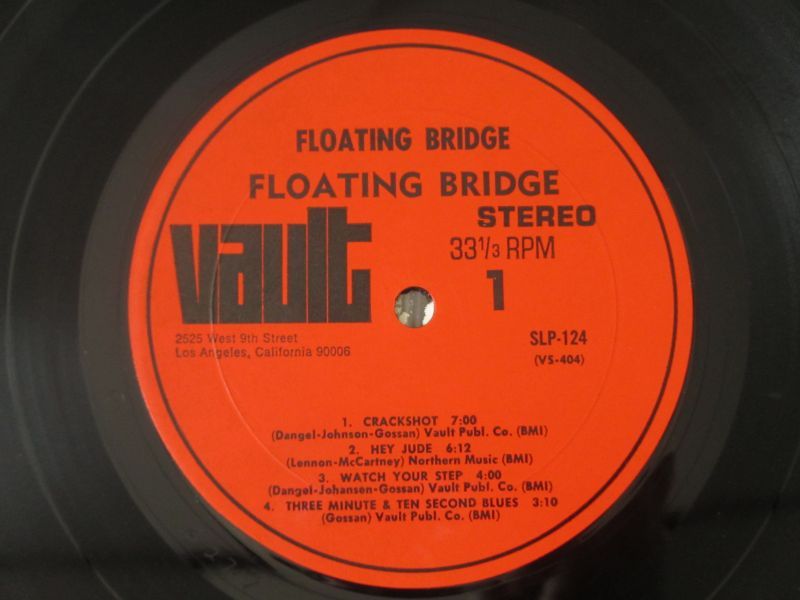 FLOATING BRIDGE
FLOATING BRIDGE
vault
STEREO
33 1/3 RPM
1
2525 West 9th Street
Los Angeles, California 90006
SLP-124
(VS-404)
1. CRACKSHOT 7:00
(Dangel-Johnson-Gossan) Vault Publ. Co. (BMI)
2. HEY JUDE 6:12
(Lennon-McCartney) Northern Music (BMI)
3. WATCH YOUR STEP 4:00
(Dangel-Johansen-Gossan) Vault Publ. Co. (BMI)
4. THREE MINUTE & TEN SECOND BLUES 3:10
(Gossan) Vault Publ. Co. (BMI)